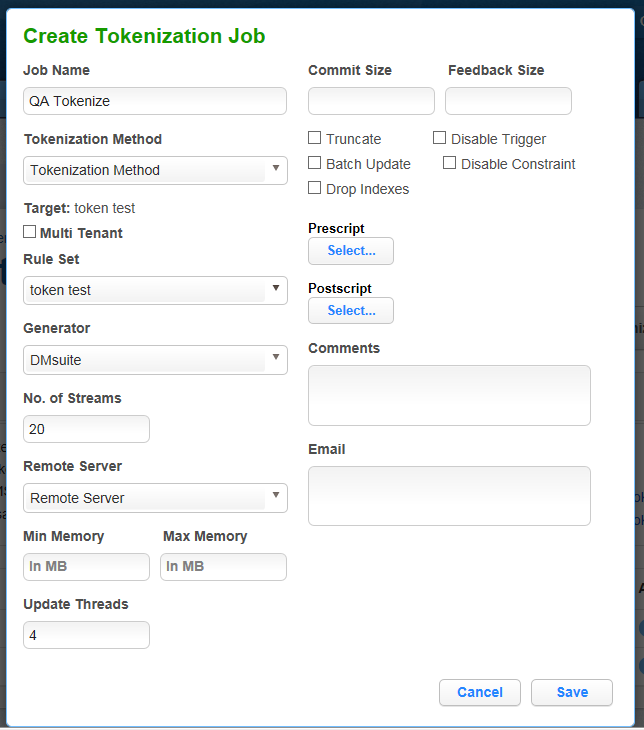 Create Tokenization Job
Job Name
QA Tokenize
Tokenization Method
Tokenization Method
Target: token test
Multi Tenant
Rule Set
token test
Generator
DMsuite
No. of Streams
20
Remote Server
Remote Server
Min Memory Max Memory
In MB In MB
Update Threads
4
Commit Size Feedback Size
Truncate Disable Trigger
Batch Update Disable Constraint
Drop Indexes
Prescript
Select...
Postscript
Select...
Comments
Email
Cancel Save